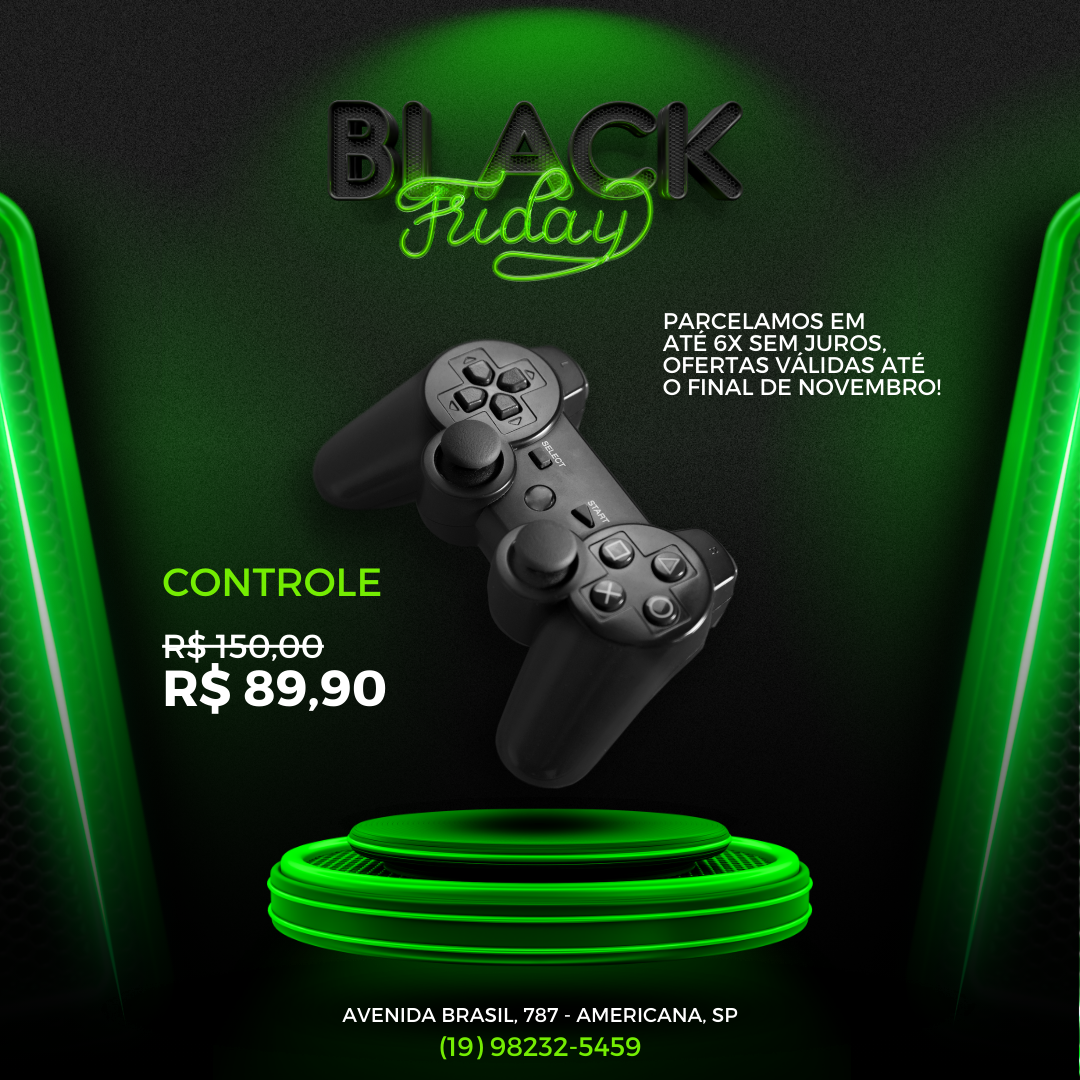 BLACK
Friday
PARCELAMOS EM
ATÉ 6X SEM JUROS,
OFERTAS VÁLIDAS ATÉ
O FINAL DE NOVEMBRO!
SELECT
START
CONTROLE
R$ 150,00
R$ 89,90
AVENIDA BRASIL, 787 - AMERICANA, SP
(19) 98232-5459